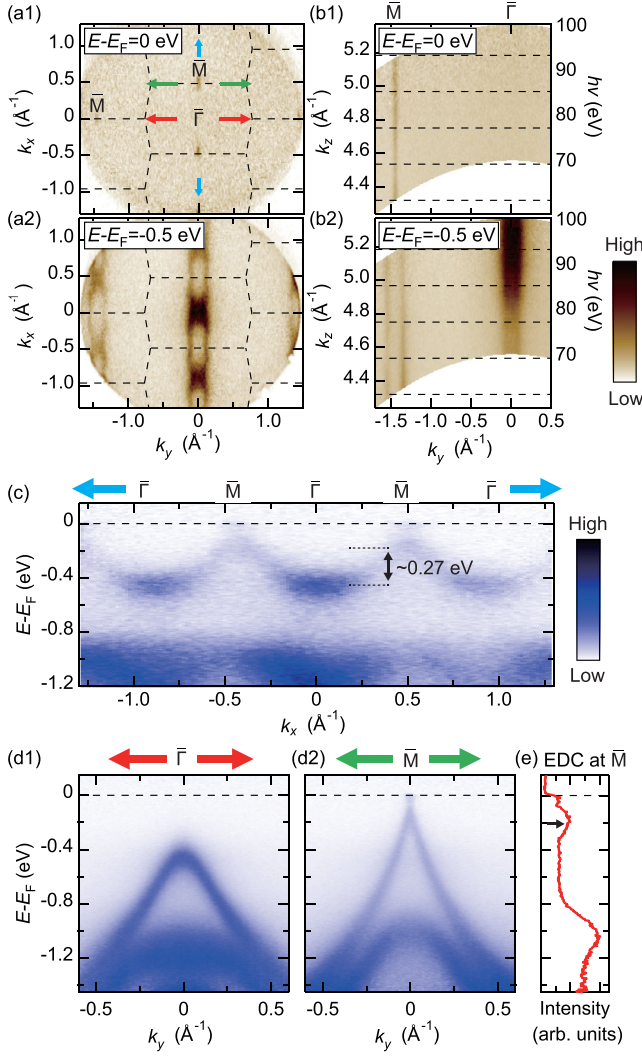 (a1)
E-EF=0 eV
M̄
M̄
Γ̄
kx (Å-1)
1.0
0.5
0
-0.5
-1.0
(b1)
M̄
Γ̄
E-EF=0 eV
kz (Å-1)
5.2
5.0
4.8
4.6
4.4
100
90
80
70
hν (eV)
(a2)
E-EF=-0.5 eV
kx (Å-1)
1.0
0.5
0
-0.5
-1.0
-1.0
0
1.0
ky (Å-1)
(b2)
E-EF=-0.5 eV
kz (Å-1)
5.2
5.0
4.8
4.6
4.4
100
90
80
70
hν (eV)
-1.5 -1.0 -0.5 0 0.5
ky (Å-1)
High
Low
(c)
Γ̄ M̄ Γ̄ M̄ Γ̄
E-EF (eV)
0
-0.4
-0.8
-1.2
~0.27 eV
-1.0 -0.5 0 0.5 1.0
kx (Å-1)
High
Low
(d1)
Γ̄
E-EF (eV)
0
-0.4
-0.8
-1.2
-0.5 0 0.5
ky (Å-1)
(d2)
M̄
-0.5 0 0.5
ky (Å-1)
(e) EDC at M̄
Intensity
(arb. units)